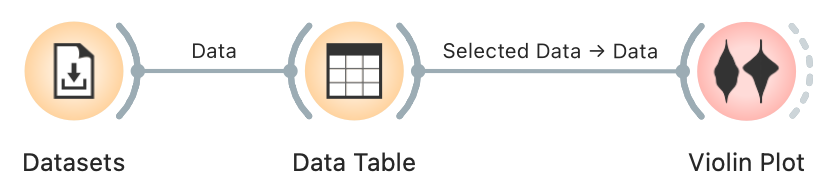 Data
Selected Data → Data
Datasets
Data Table
Violin Plot